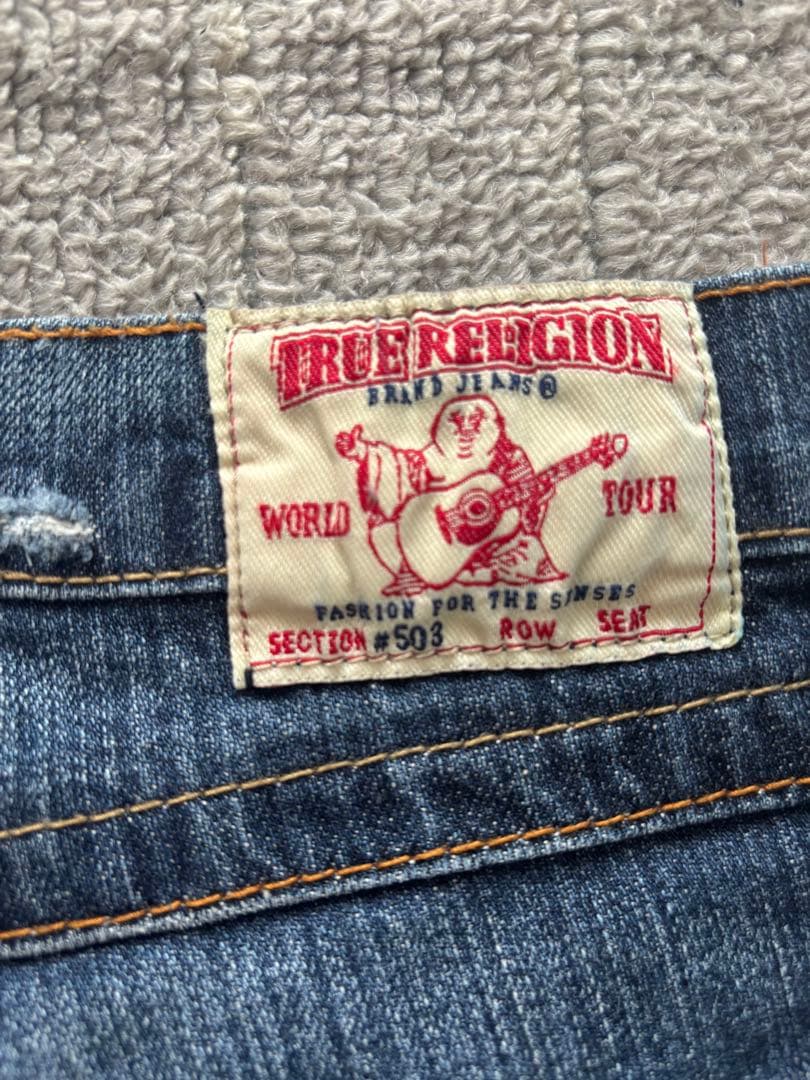 TRUE RELIGION
BRAND JEANS®
WORLD TOUR
FASHION FOR THE SENSES
SECTION #503 ROW SEAT